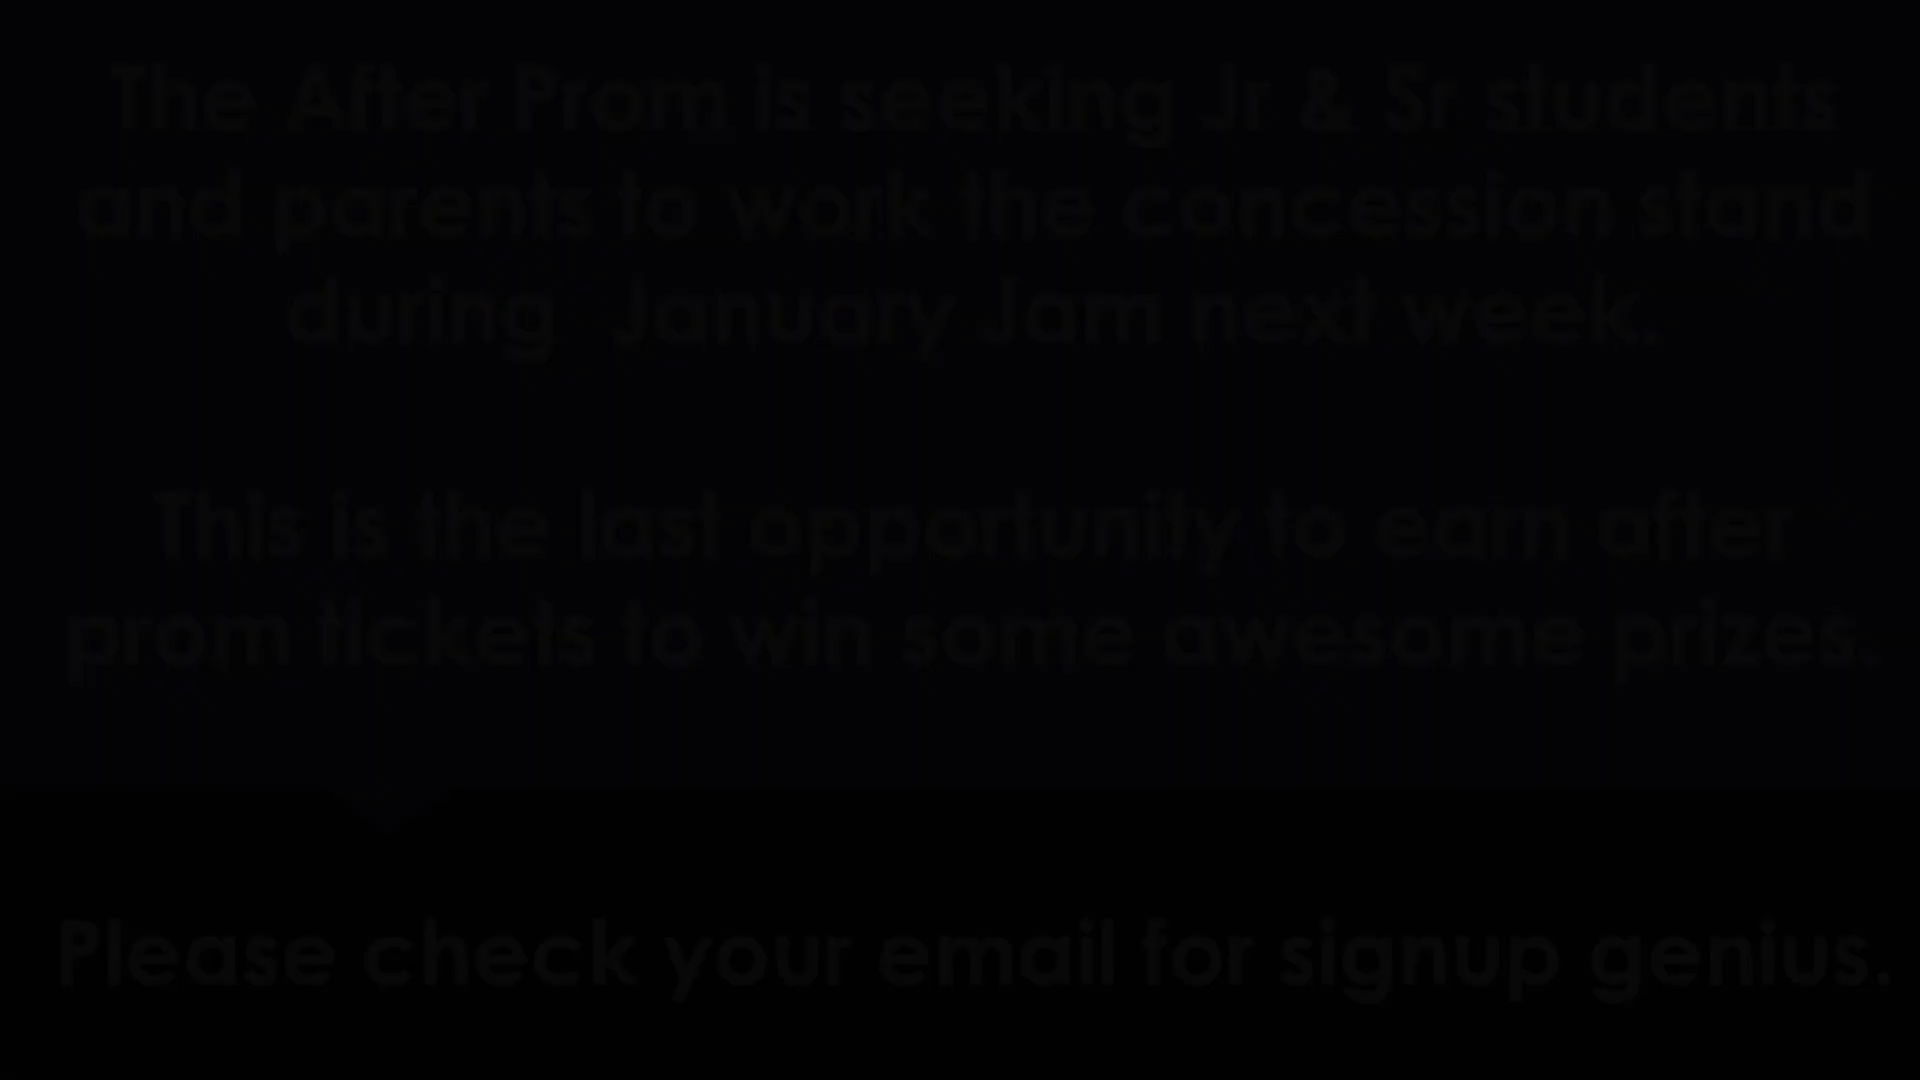 The After Prom is seeking Jr & Sr students
and parents to work the concession stand
during January Jam next week.
This is the last opportunity to earn after
prom tickets to win some awesome prizes.
Please check your email for signup genius.